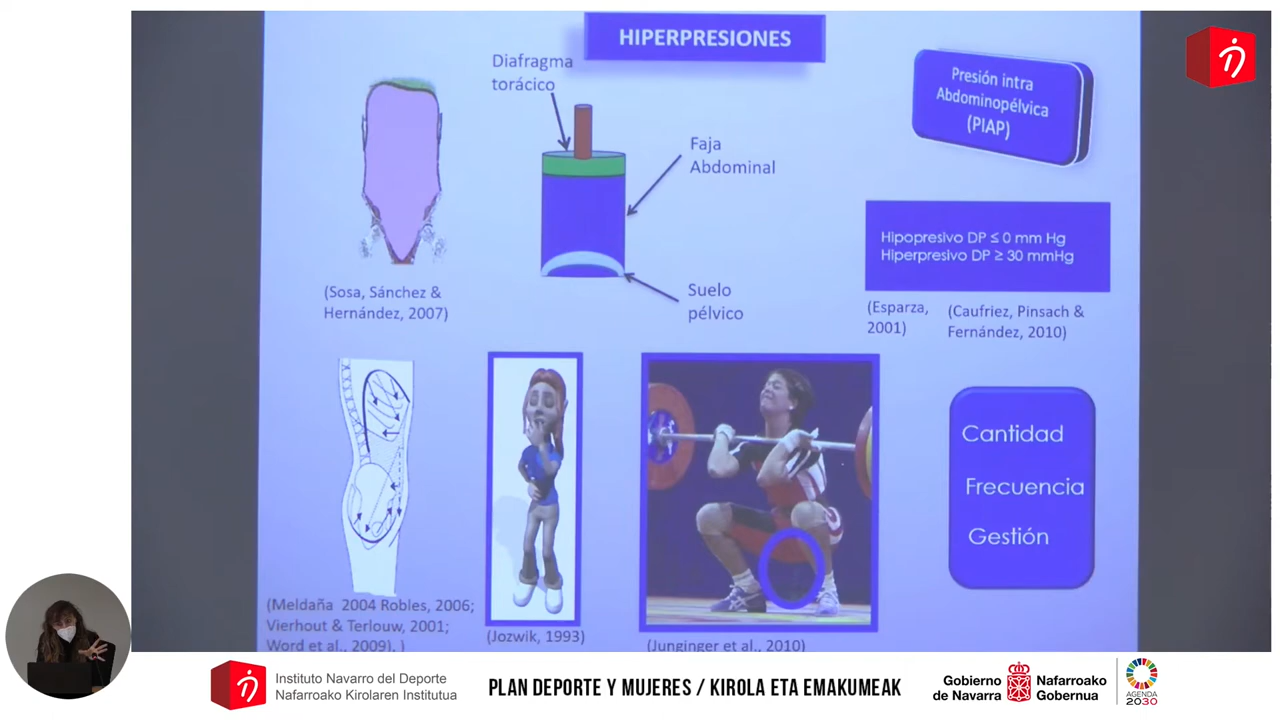 HIPERPRESIONES
Diafragma
torácico
Faja
Abdominal
Suelo
pélvico
Presión intra
Abdominopélvica
(PIAP)
Hipopresivo DP ≤ 0 mm Hg
Hiperpresivo DP ≥ 30 mmHg
(Esparza,
2001)
(Caufriez, Pinsach &
Fernández, 2010)
(Sosa, Sánchez &
Hernández, 2007)
Cantidad
Frecuencia
Gestión
(Meldaña 2004 Robles, 2006;
Vierhout & Terlouw, 2001;
Word et al., 2009), )
(Jozwik, 1993)
(Junginger et al., 2010)
Instituto Navarro del Deporte
Nafarroako Kirolaren Institutua
PLAN DEPORTE Y MUJERES / KIROLA ETA EMAKUMEAK
Gobierno
de Navarra
Nafarroako
Gobernua
AGENDA
2030